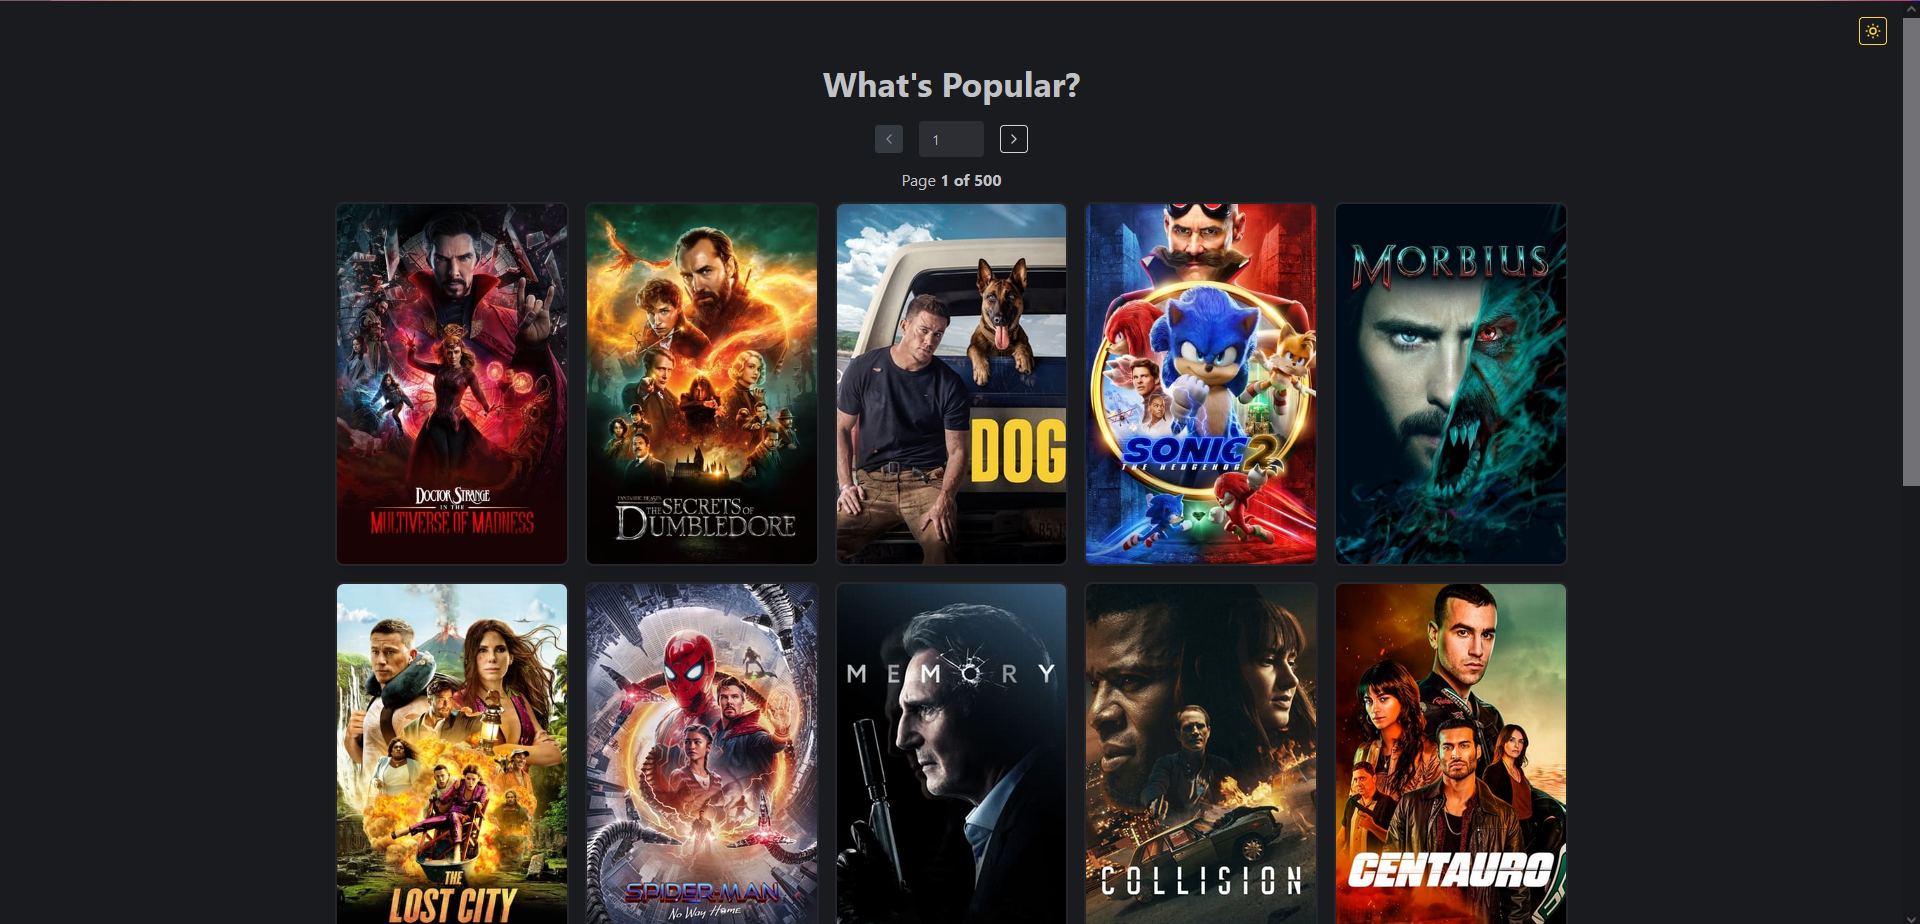 What's Popular?
1
Page 1 of 500
DOCTOR STRANGE
IN THE
MULTIVERSE OF MADNESS
FANTASTIC BEASTS
THE SECRETS OF
DUMBLEDORE
DOG
SONIC 2
THE HEDGEHOG
MORBIUS
THE
LOST CITY
SPIDER-MAN
No Way Home
MEMORY
COLLISION
CENTAURO